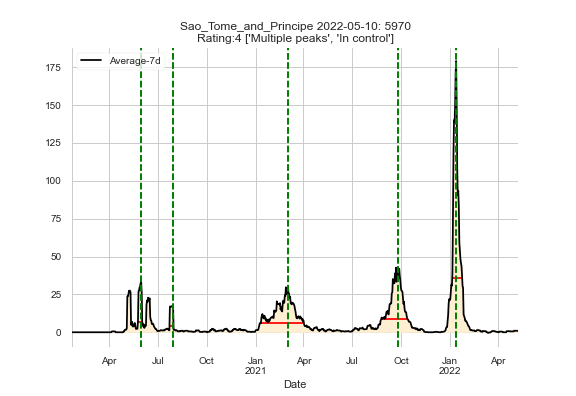 Sao_Tome_and_Principe 2022-05-10: 5970
Rating:4 ['Multiple peaks', 'In control']
Average-7d
175
150
125
100
75
50
25
0
Apr Jul Oct Jan Apr Jul Oct Jan Apr
2021 2022
Date